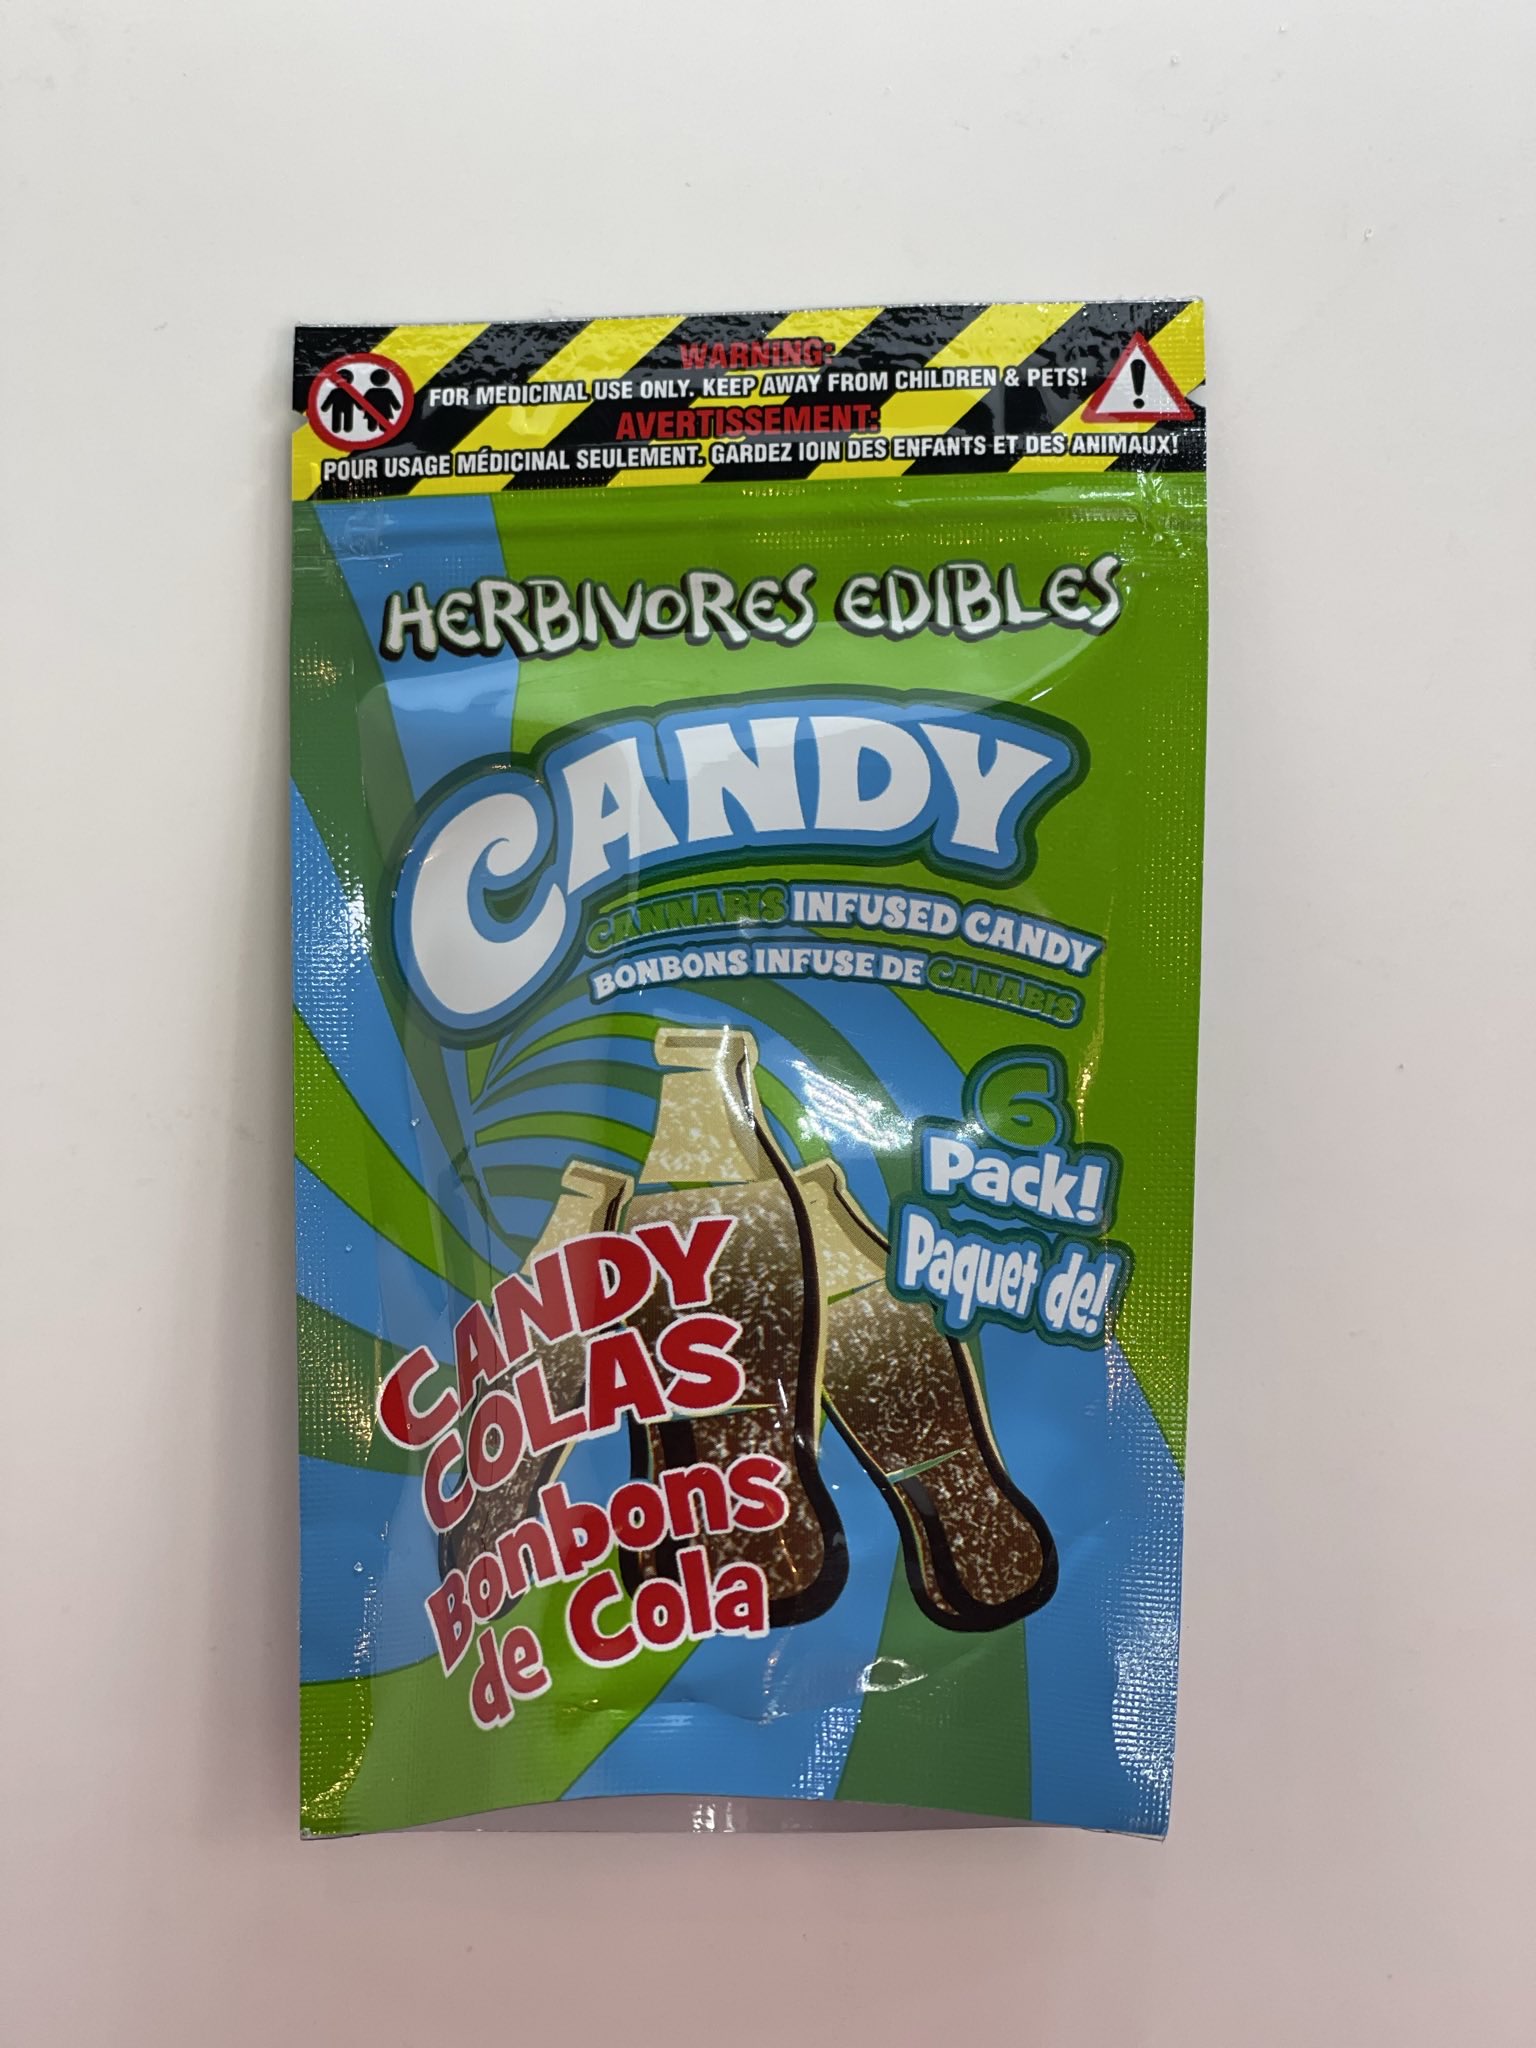 WARNING:
FOR MEDICINAL USE ONLY. KEEP AWAY FROM CHILDREN & PETS!
AVERTISSEMENT:
POUR USAGE MÉDICINAL SEULEMENT. GARDEZ IOIN DES ENFANTS ET DES ANIMAUX!
HERBIVORES EDIBLES
CANDY
CANNABIS INFUSED CANDY
BONBONS INFUSE DE CANABIS
6
Pack!
Paquet de!
CANDY
COLAS
Bonbons
de Cola